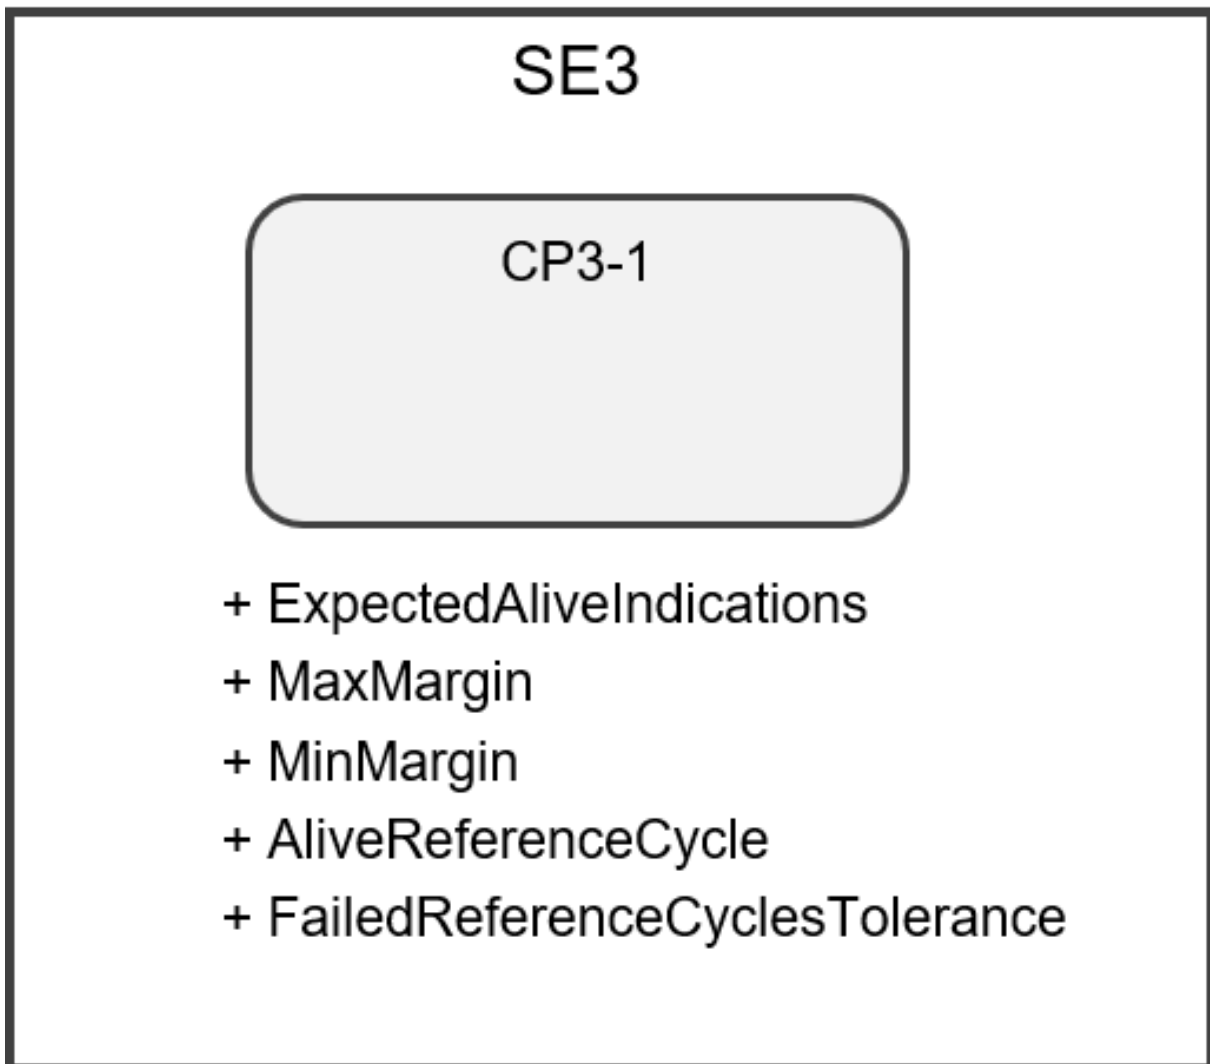 SE3
CP3-1
+ ExpectedAliveIndications
+ MaxMargin
+ MinMargin
+ AliveReferenceCycle
+ FailedReferenceCyclesTolerance